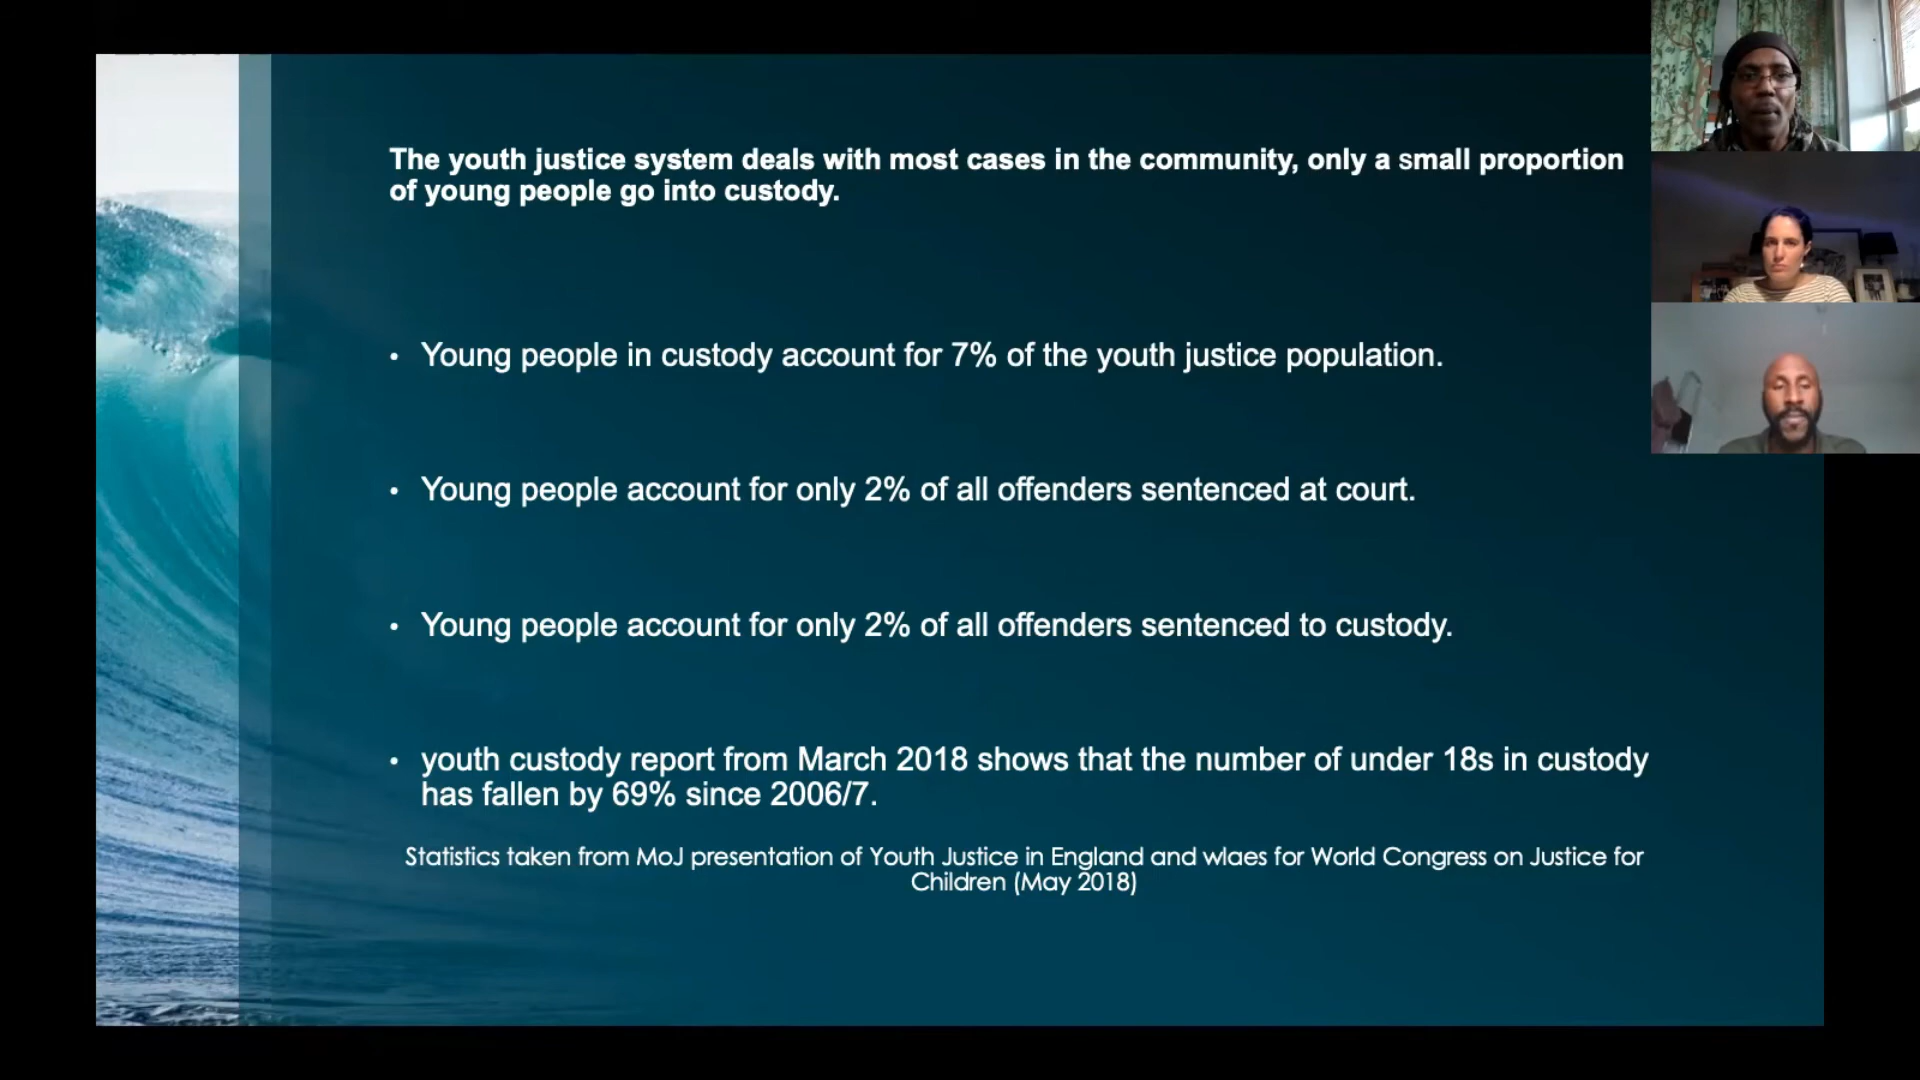 The youth justice system deals with most cases in the community, only a small proportion
of young people go into custody.
• Young people in custody account for 7% of the youth justice population.
• Young people account for only 2% of all offenders sentenced at court.
• Young people account for only 2% of all offenders sentenced to custody.
• youth custody report from March 2018 shows that the number of under 18s in custody
has fallen by 69% since 2006/7.
Statistics taken from MoJ presentation of Youth Justice in England and wlaes for World Congress on Justice for
Children (May 2018)